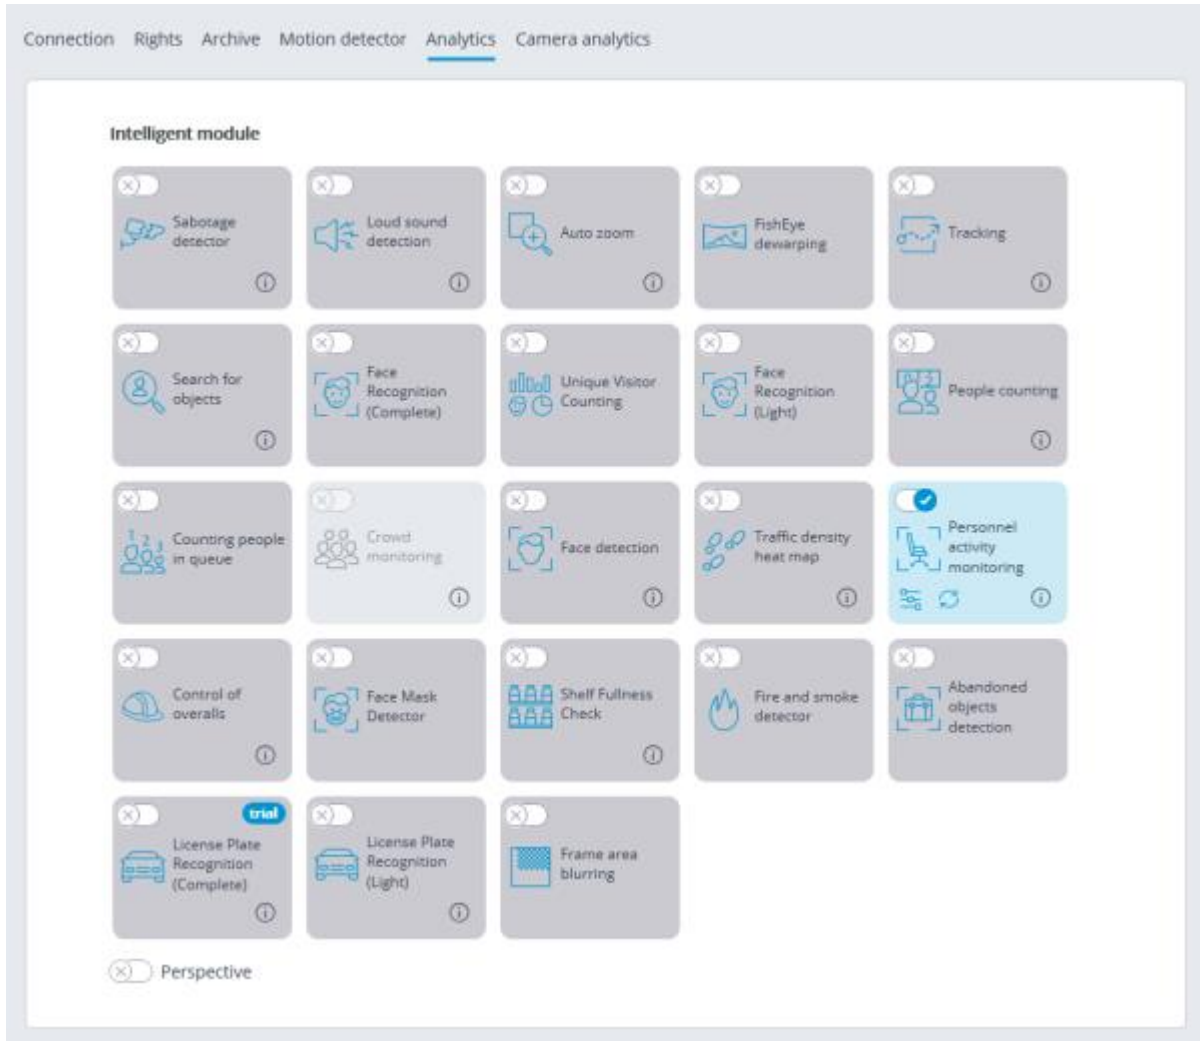 Connection Rights Archive Motion detector Analytics Camera analytics
Intelligent module
Sabotage
detector
Loud sound
detection
Auto zoom
FishEye
dewarping
Tracking
Search for
objects
Face
Recognition
(Complete)
Unique Visitor
Counting
Face
Recognition
(Light)
People counting
1 2 3
Counting people
in queue
Crowd
monitoring
Face detection
Traffic density
heat map
Personnel
activity
monitoring
Control of
overalls
Face Mask
Detector
Shelf Fullness
Check
Fire and smoke
detector
Abandoned
objects
detection
trial
License Plate
Recognition
(Complete)
License Plate
Recognition
(Light)
Frame area
blurring
Perspective